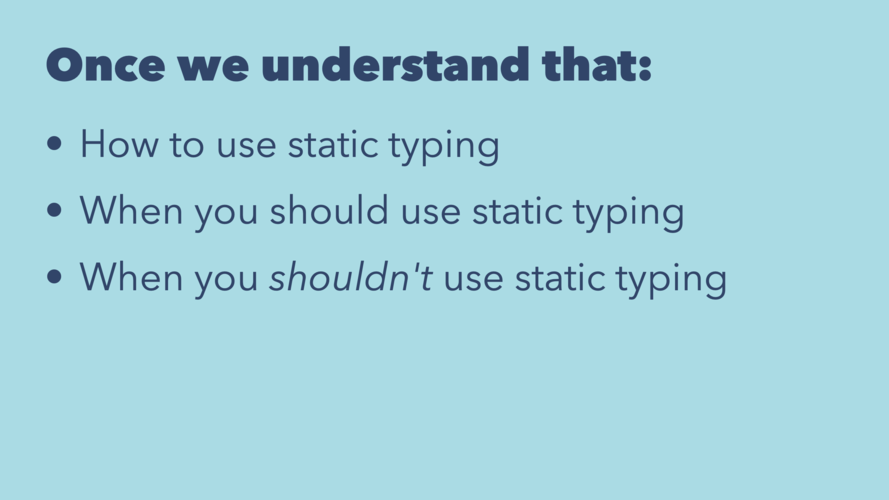 Once we understand that:
• How to use static typing
• When you should use static typing
• When you shouldn't use static typing